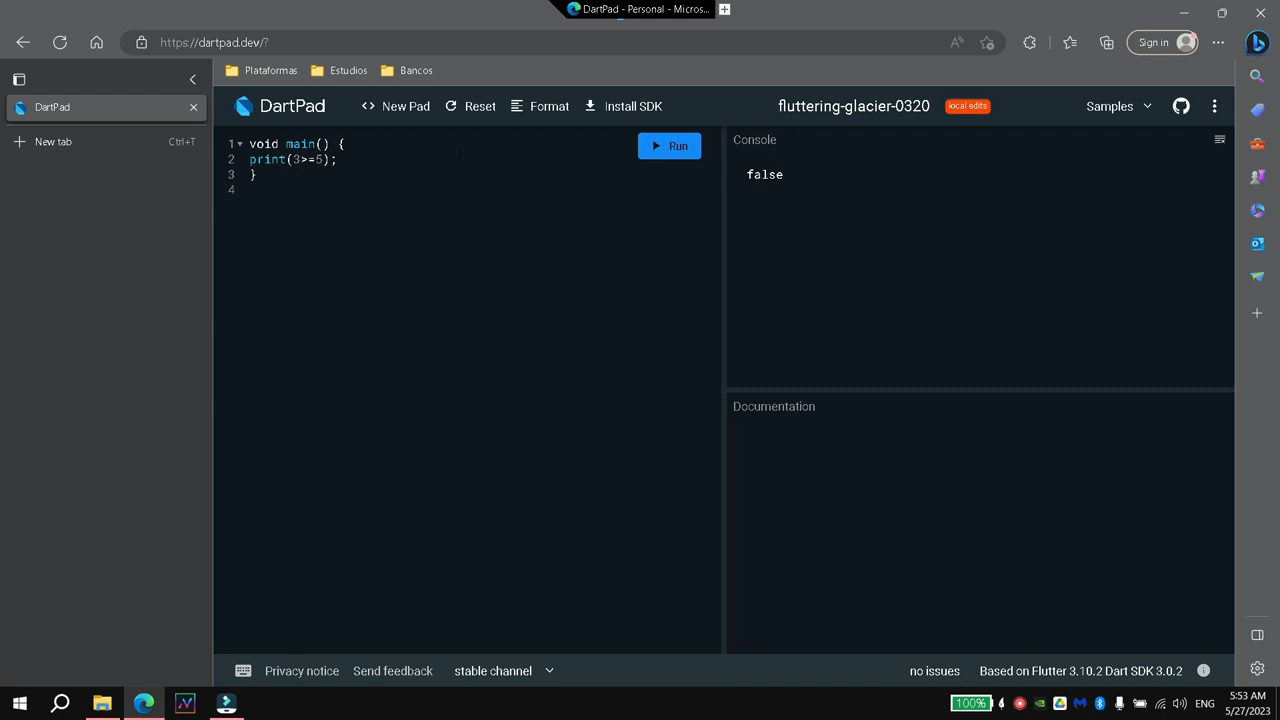 DartPad - Personal - Micros...
https://dartpad.dev/?
Sign in
Plataformas
Estudios
Bancos
DartPad
New tab
Ctrl+T
DartPad
New Pad
Reset
Format
Install SDK
fluttering-glacier-0320
local edits
Samples
1 void main() {
2 print(3>=5);
3 }
4
Run
Console
false
Documentation
Privacy notice
Send feedback
stable channel
no issues
Based on Flutter 3.10.2 Dart SDK 3.0.2
100%
ENG
5:53 AM
5/27/2023